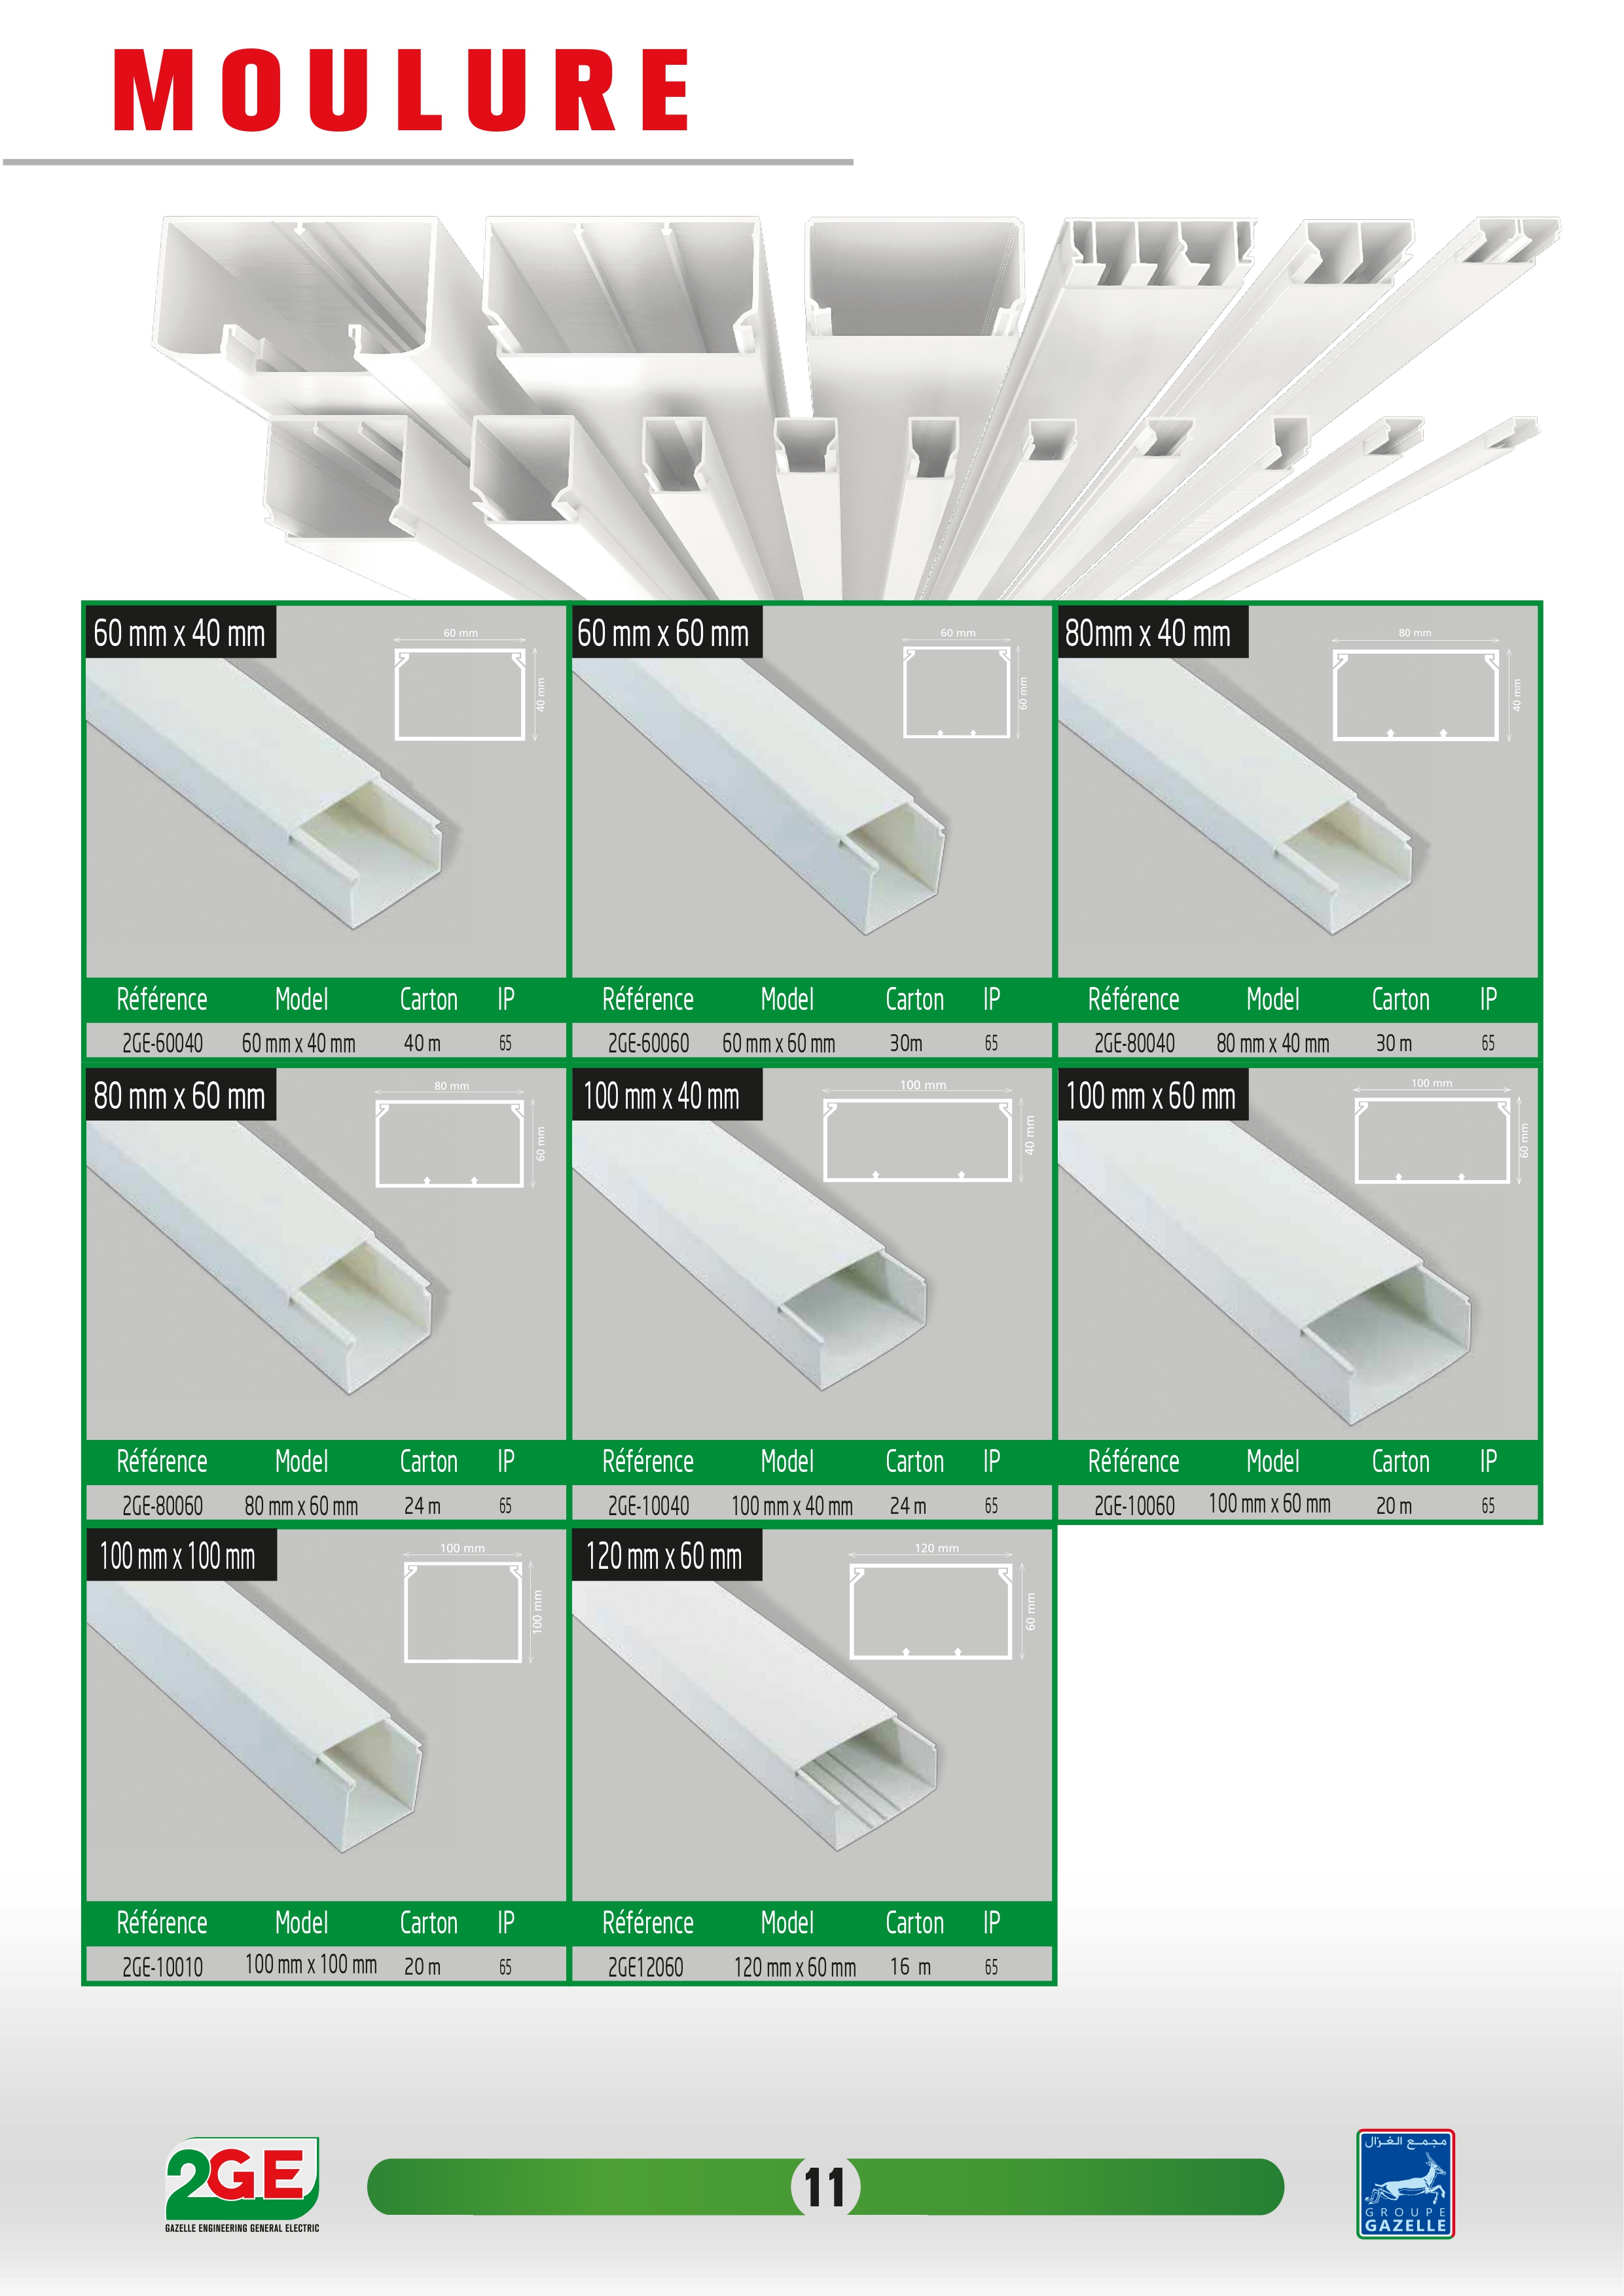 MOULURE
60 mm x 40 mm
60 mm
40 mm
60 mm x 60 mm
60 mm
60 mm
80mm x 40 mm
80 mm
40 mm
Référence Model Carton IP
2GE-60040 60 mm x 40 mm 40 m 65
Référence Model Carton IP
2GE-60060 60 mm x 60 mm 30m 65
Référence Model Carton IP
2GE-80040 80 mm x 40 mm 30 m 65
80 mm x 60 mm
80 mm
60 mm
100 mm x 40 mm
100 mm
40 mm
100 mm x 60 mm
100 mm
60 mm
Référence Model Carton IP
2GE-80060 80 mm x 60 mm 24 m 65
Référence Model Carton IP
2GE-10040 100 mm x 40 mm 24 m 65
Référence Model Carton IP
2GE-10060 100 mm x 60 mm 20 m 65
100 mm x 100 mm
100 mm
100 mm
120 mm x 60 mm
120 mm
60 mm
Référence Model Carton IP
2GE-10010 100 mm x 100 mm 20 m 65
Référence Model Carton IP
2GE12060 120 mm x 60 mm 16 m 65
2GE
GAZELLE ENGINEERING GENERAL ELECTRIC
11
مجمع الغزال
GROUPE
GAZELLE